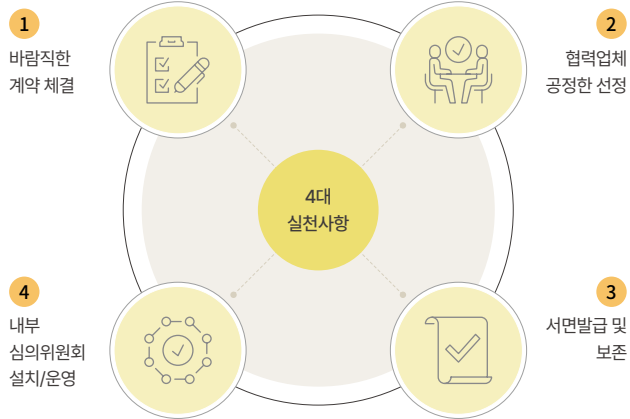 1
바람직한
계약 체결
2
협력업체
공정한 선정
4대
실천사항
3
서면발급 및
보존
4
내부
심의위원회
설치/운영